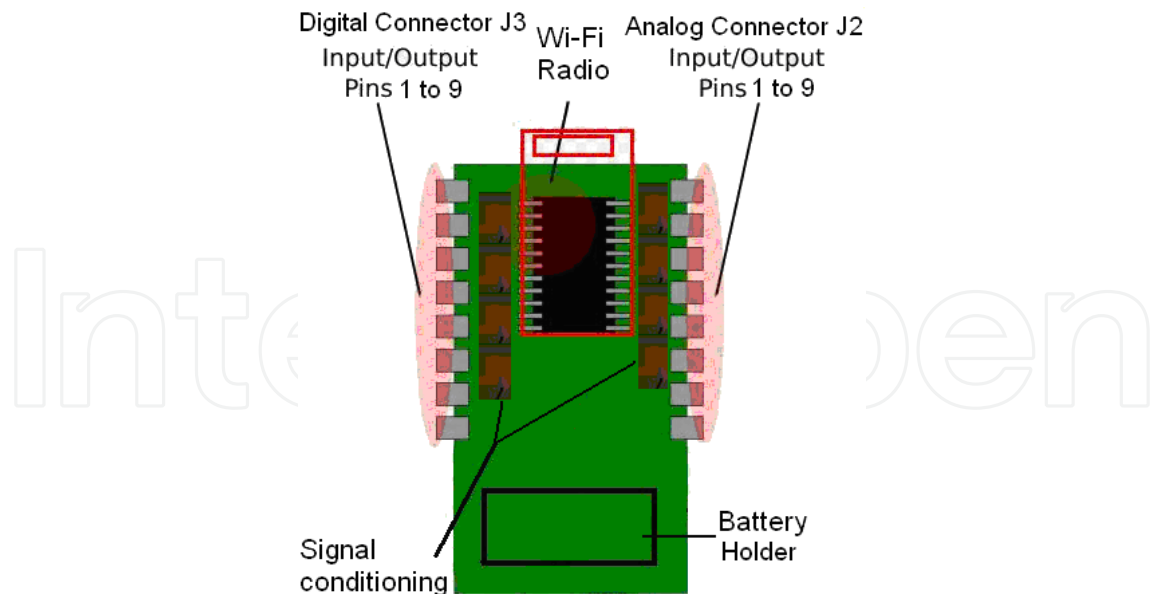 Digital Connector J3
Input/Output
Pins 1 to 9
Wi-Fi
Radio
Analog Connector J2
Input/Output
Pins 1 to 9
Signal
conditioning
Battery
Holder